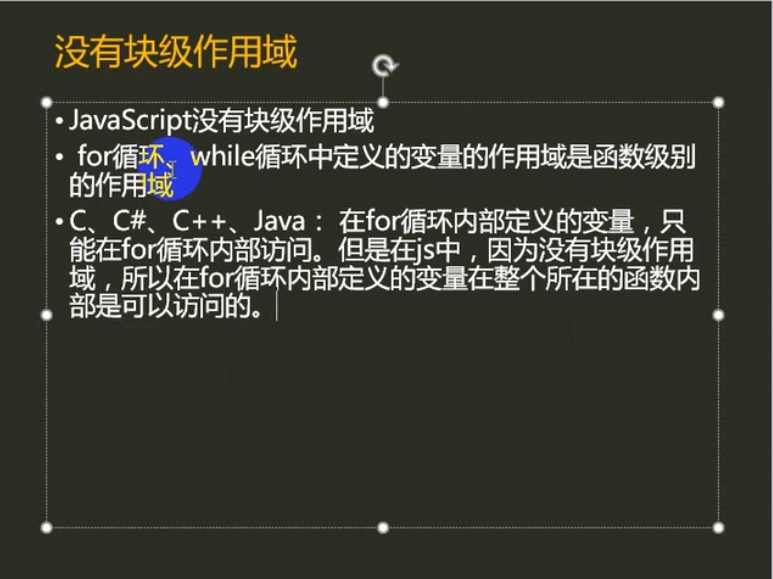 没有块级作用域
• JavaScript没有块级作用域
• for循环、while循环中定义的变量的作用域是函数级别
的作用域
• C、C#、C++、Java： 在for循环内部定义的变量，只
能在for循环内部访问。但是在js中，因为没有块级作用
域，所以在for循环内部定义的变量在整个所在的函数内
部是可以访问的。